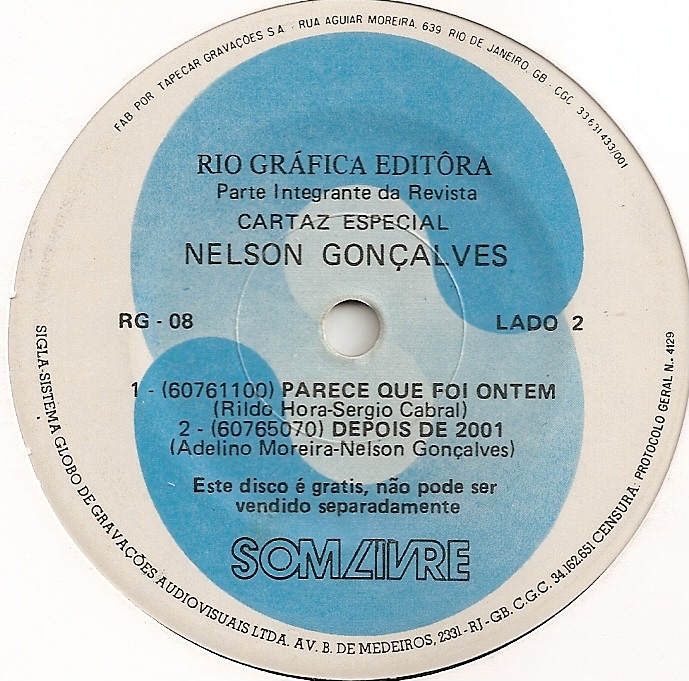 FAB POR TAPECAR GRAVAÇÕES S A - RUA AGUIAR MOREIRA, 639 RIO DE JANEIRO, GB - CGC 33631433/001
RIO GRÁFICA EDITÔRA
Parte Integrante da Revista
CARTAZ ESPECIAL
NELSON GONÇALVES
RG - 08
LADO 2
1 - (60761100) PARECE QUE FOI ONTEM
(Rildo Hora-Sergio Cabral)
2 - (60765070) DEPOIS DE 2001
(Adelino Moreira-Nelson Gonçalves)
Este disco é gratis, não pode ser
vendido separadamente
SOM LIVRE
SIGLA-SISTEMA GLOBO DE GRAVAÇÕES AUDIOVISUAIS LTDA. AV. B. DE MEDEIROS, 2331 - RJ - GB. C.G.C. 34.162.651 CENSURA: PROTOCOLO GERAL N.. 4129